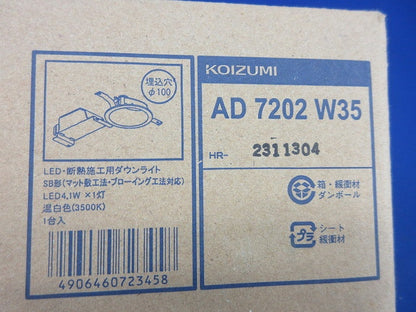 埋込穴
φ100
LED・断熱施工用ダウンライト
SB形(マット敷工法・ブローイング工法対応)
LED4.1W ×1灯
温白色(3500K)
1台入
4906460723458
KOIZUMI
AD 7202 W35
HR- 2311304
箱・緩衝材
ダンボール
プラ
シート
緩衝材